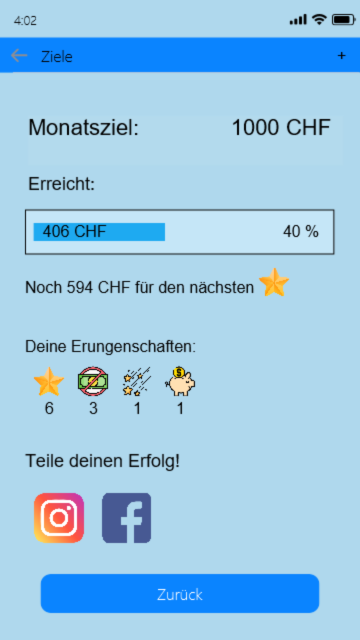 4:02
Ziele +
Monatsziel: 1000 CHF
Erreicht:
406 CHF 40 %
Noch 594 CHF für den nächsten
Deine Erungenschaften:
6 3 1 1
Teile deinen Erfolg!
Zurück